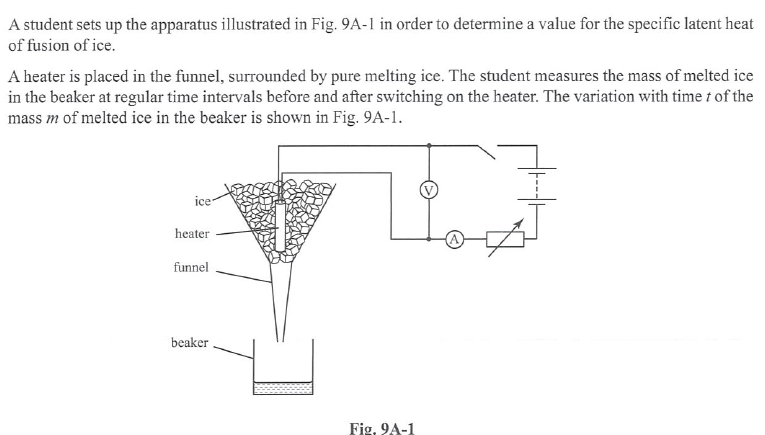 A student sets up the apparatus illustrated in Fig. 9A-1 in order to determine a value for the specific latent heat
of fusion of ice.
A heater is placed in the funnel, surrounded by pure melting ice. The student measures the mass of melted ice
in the beaker at regular time intervals before and after switching on the heater. The variation with time t of the
mass m of melted ice in the beaker is shown in Fig. 9A-1.
ice
V
heater
A
funnel
beaker
Fig. 9A-1